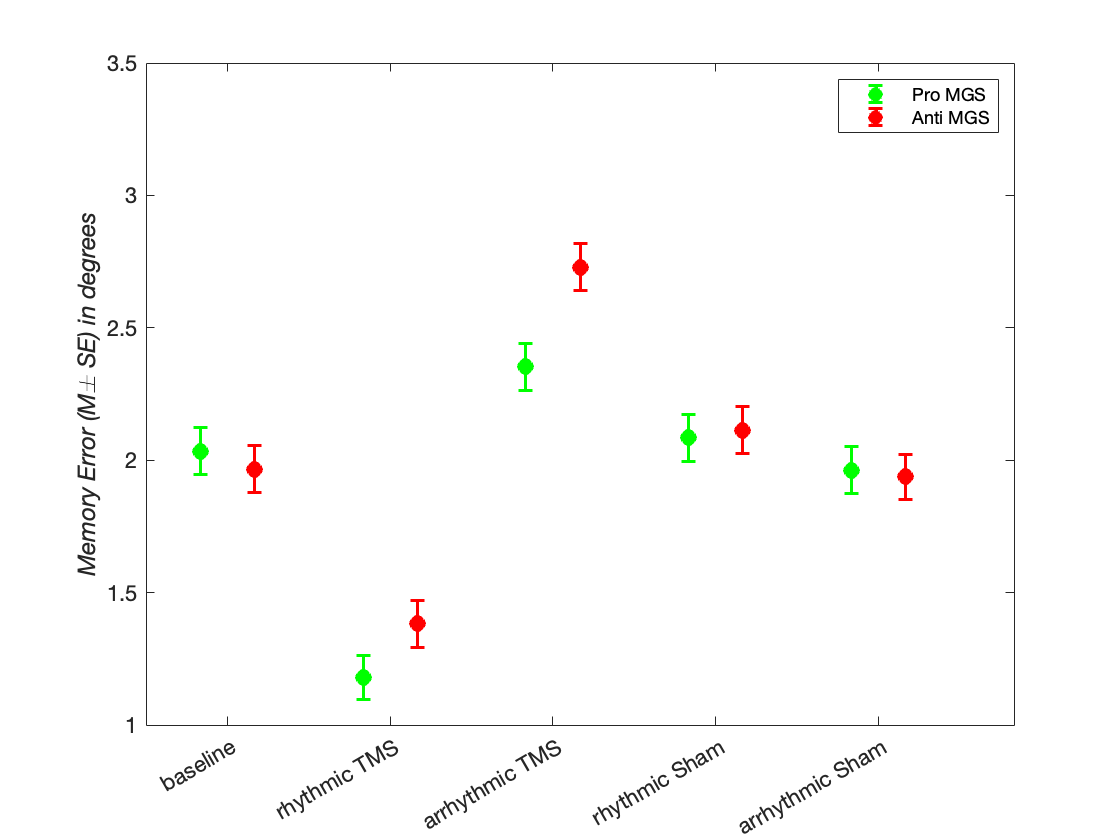 3.5
3
2.5
2
1.5
1
Memory Error (M± SE) in degrees
Pro MGS
Anti MGS
baseline
rhythmic TMS
arrhythmic TMS
rhythmic Sham
arrhythmic Sham